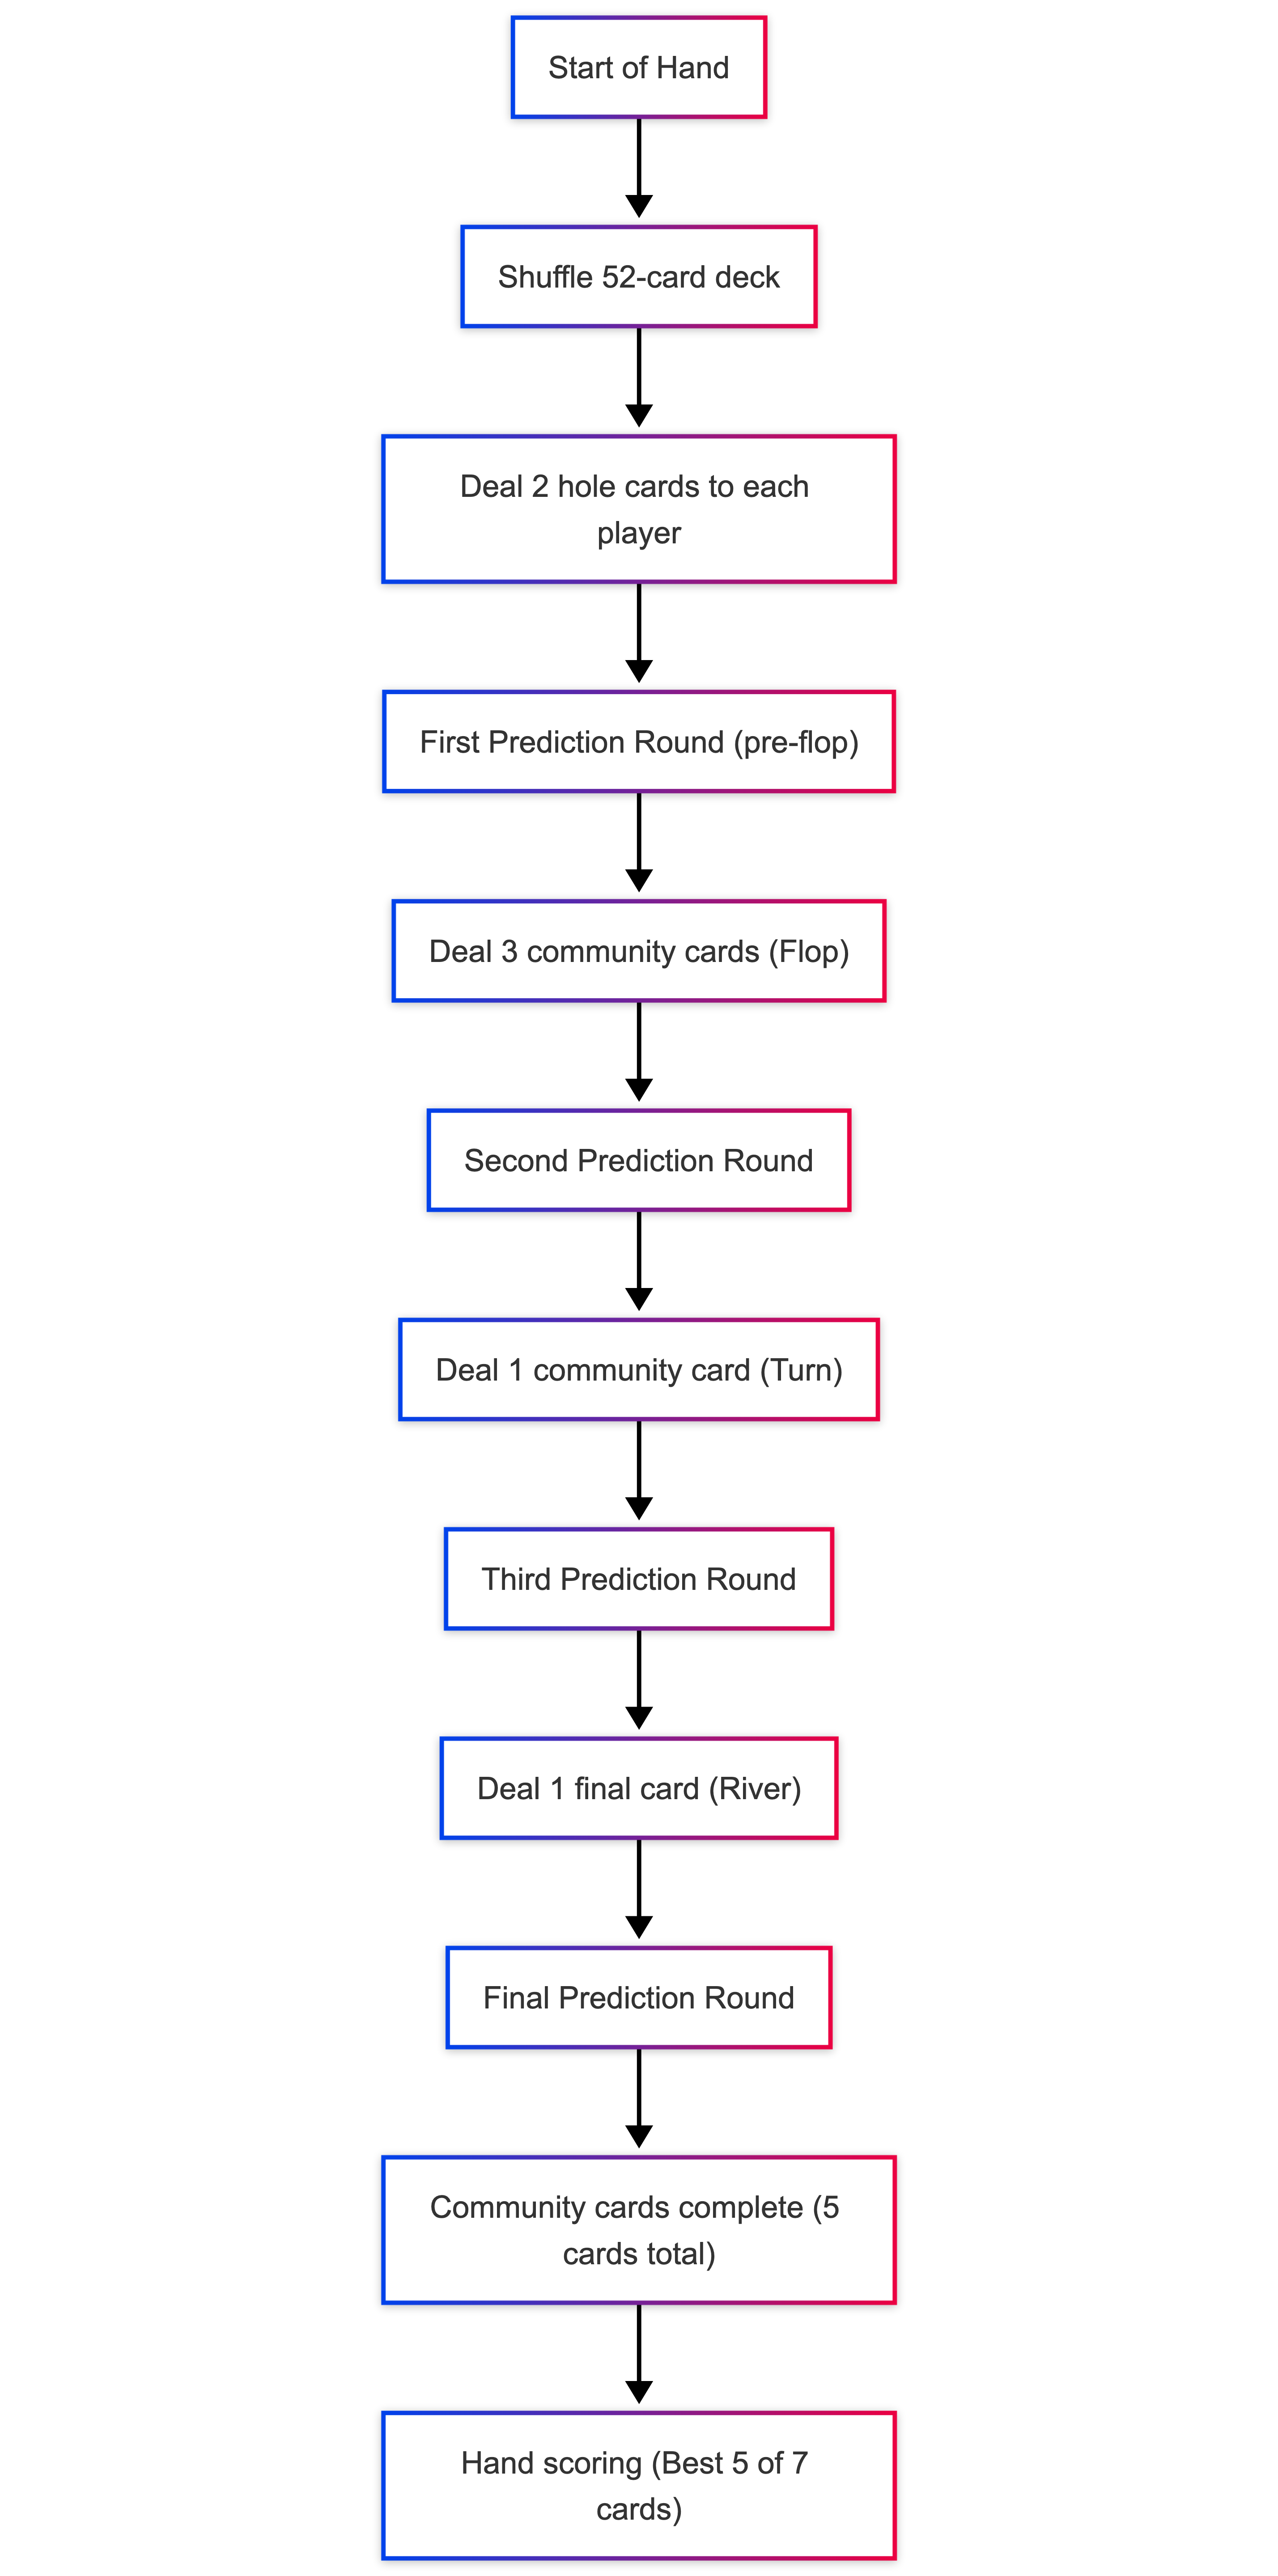 Start of Hand
Shuffle 52-card deck
Deal 2 hole cards to each
player
First Prediction Round (pre-flop)
Deal 3 community cards (Flop)
Second Prediction Round
Deal 1 community card (Turn)
Third Prediction Round
Deal 1 final card (River)
Final Prediction Round
Community cards complete (5
cards total)
Hand scoring (Best 5 of 7
cards)